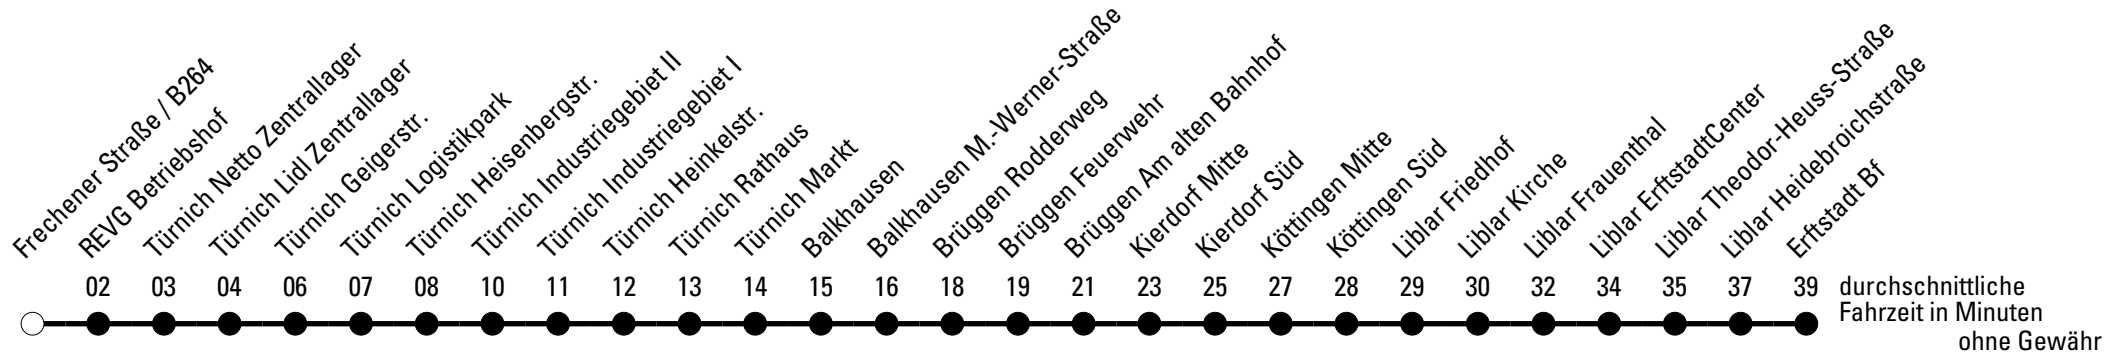 Frechener Straße / B264
REVG Betriebshof
Türnich Netto Zentrallager
Türnich Lidl Zentrallager
Türnich Geigerstr.
Türnich Logistikpark
Türnich Heisenbergstr.
Türnich Industriegebiet II
Türnich Industriegebiet I
Türnich Heinkelstr.
Türnich Rathaus
Türnich Markt
Balkhausen
Balkhausen M.-Werner-Straße
Brüggen Rodderweg
Brüggen Feuerwehr
Brüggen Am alten Bahnhof
Kierdorf Mitte
Kierdorf Süd
Köttingen Mitte
Köttingen Süd
Liblar Friedhof
Liblar Kirche
Liblar Frauenthal
Liblar ErftstadtCenter
Liblar Theodor-Heuss-Straße
Liblar Heidebroichstraße
Erftstadt Bf
02 03 04 06 07 08 10 11 12 13 14 15 16 18 19 21 23 25 27 28 29 30 32 34 35 37 39
durchschnittliche
Fahrzeit in Minuten
ohne Gewähr